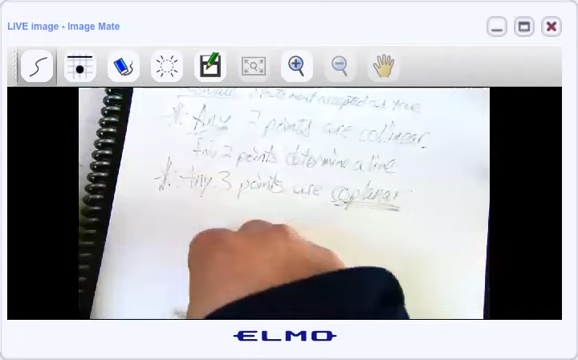 LIVE image - Image Mate
statement accepted as true
*: Any 2 points are colinear.
Any 2 points determine a line
*: Any 3 points are coplanar
ELMO